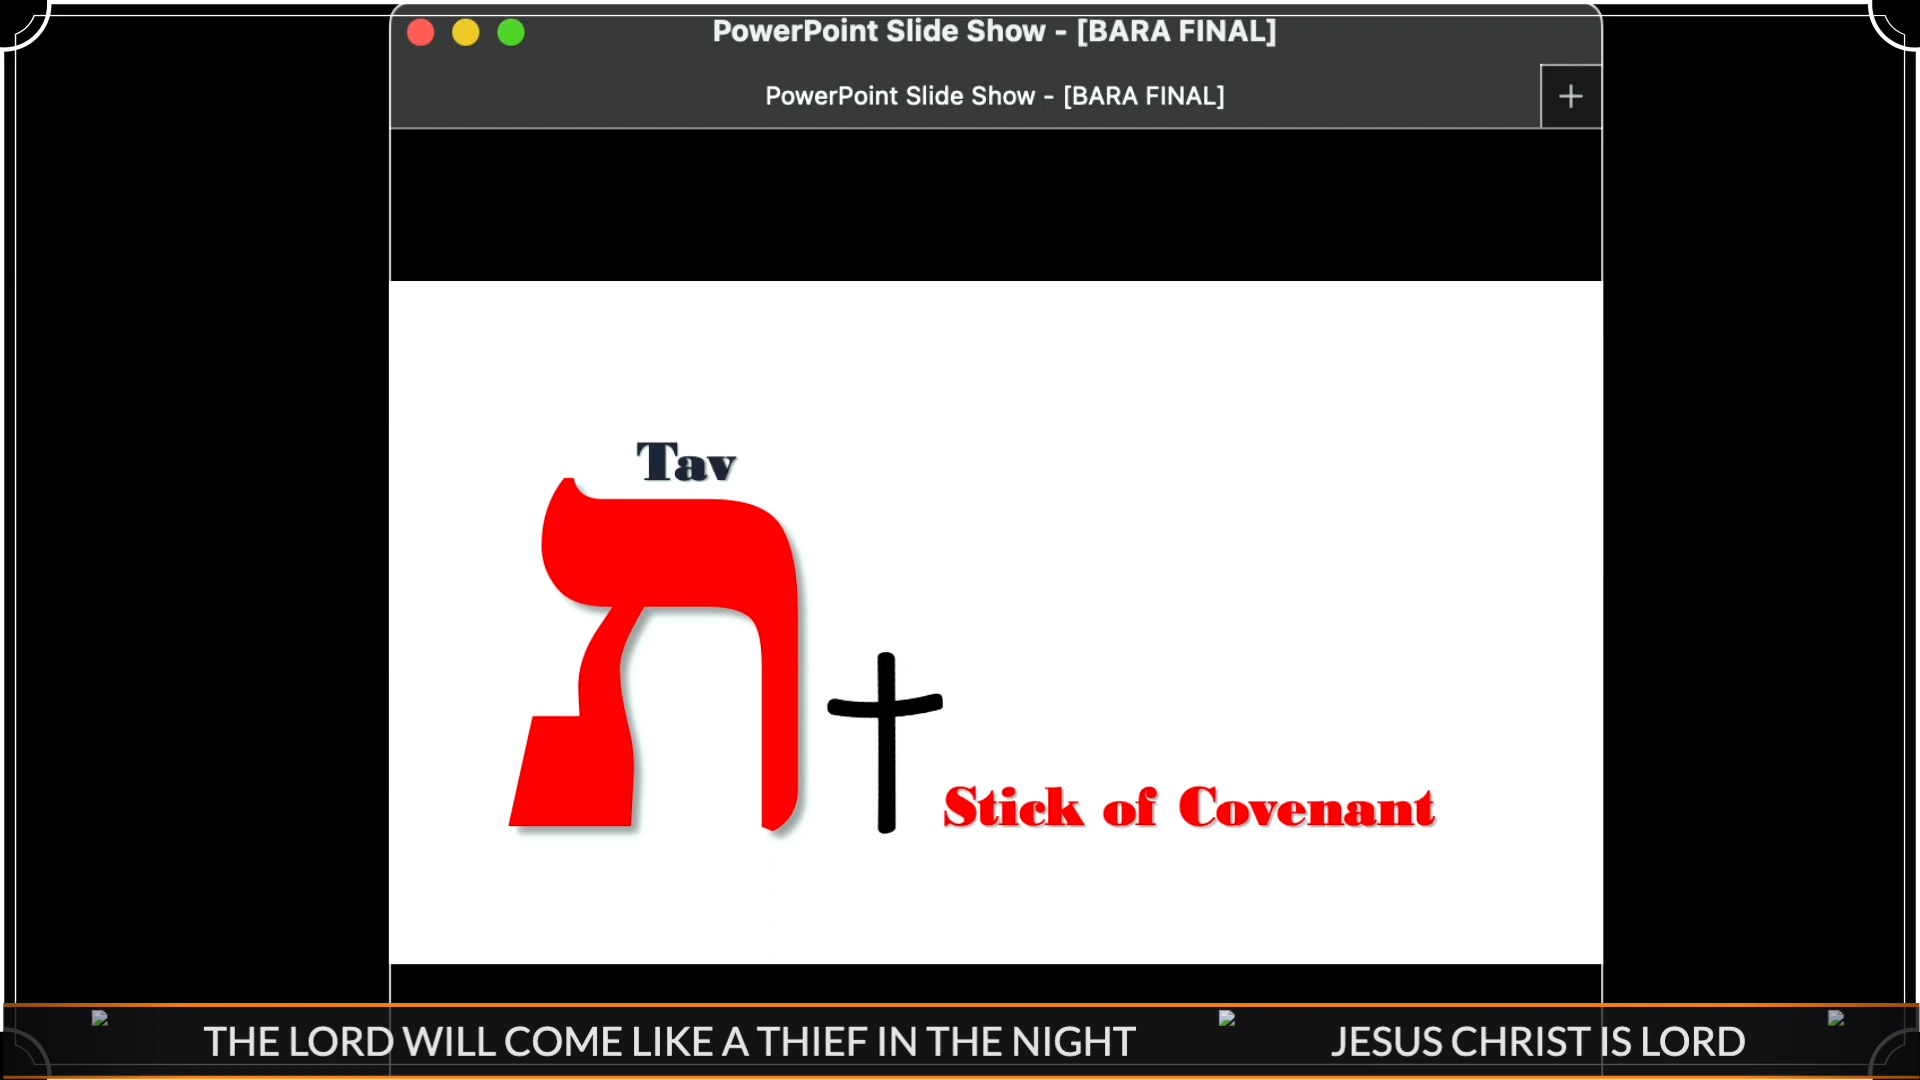 PowerPoint Slide Show - [BARA FINAL]
PowerPoint Slide Show - [BARA FINAL]
Tav
ת
Stick of Covenant
THE LORD WILL COME LIKE A THIEF IN THE NIGHT JESUS CHRIST IS LORD